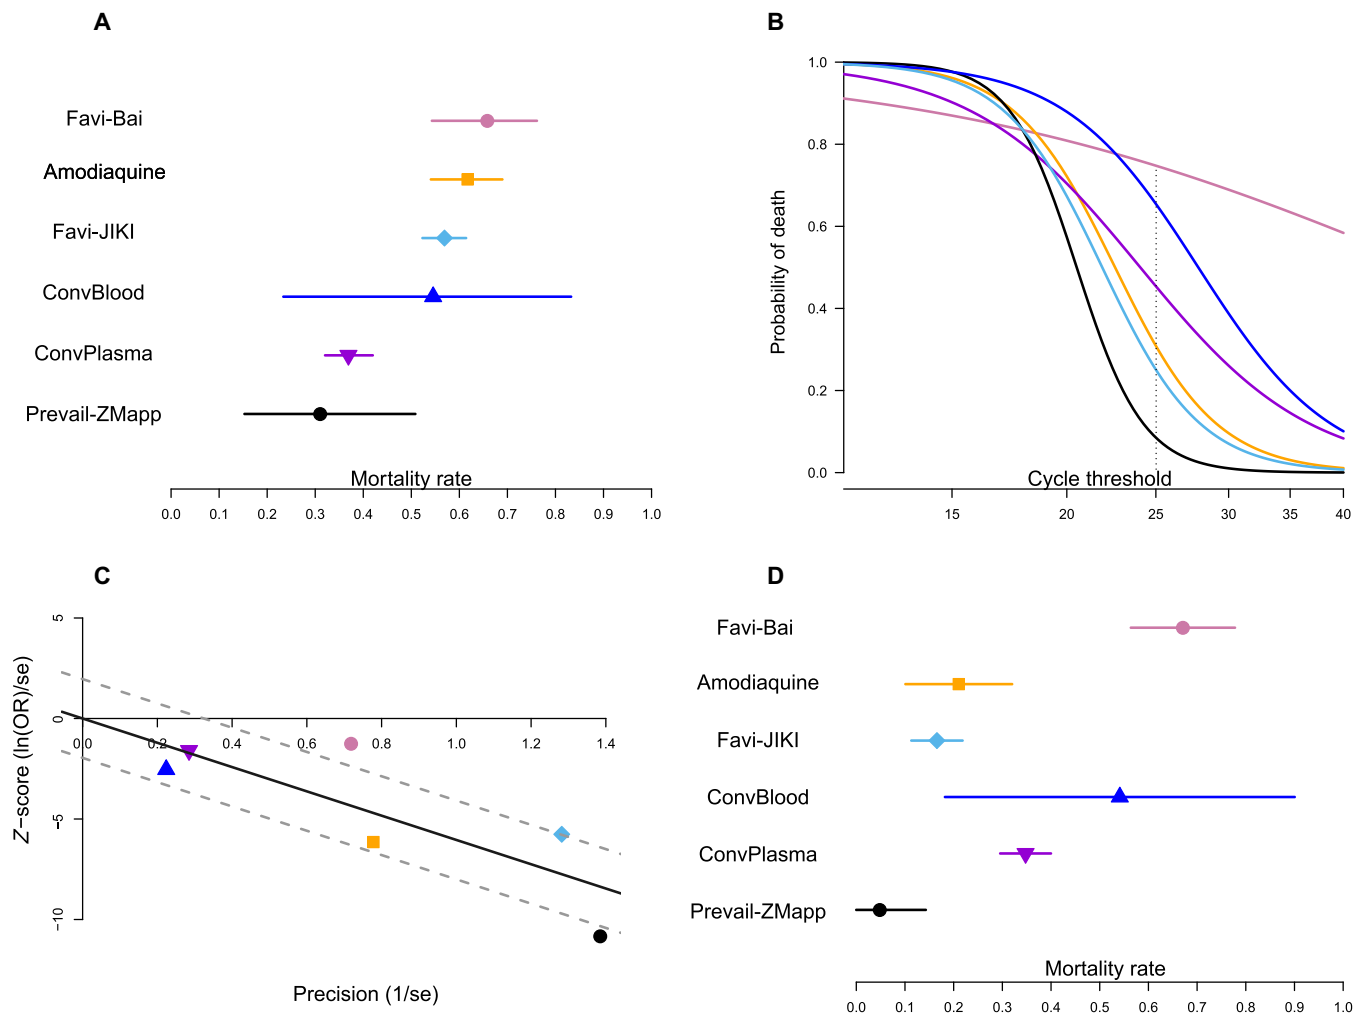 A
Favi-Bai
Amodiaquine
Favi-JIKI
ConvBlood
ConvPlasma
Prevail-ZMapp
Mortality rate
0.0 0.1 0.2 0.3 0.4 0.5 0.6 0.7 0.8 0.9 1.0
B
Probability of death
1.0
0.8
0.6
0.4
0.2
0.0
Cycle threshold
15 20 25 30 35 40
C
Z−score (ln(OR)/se)
5
0
−5
−10
0.0 0.2 0.4 0.6 0.8 1.0 1.2 1.4
Precision (1/se)
D
Favi-Bai
Amodiaquine
Favi-JIKI
ConvBlood
ConvPlasma
Prevail-ZMapp
Mortality rate
0.0 0.1 0.2 0.3 0.4 0.5 0.6 0.7 0.8 0.9 1.0